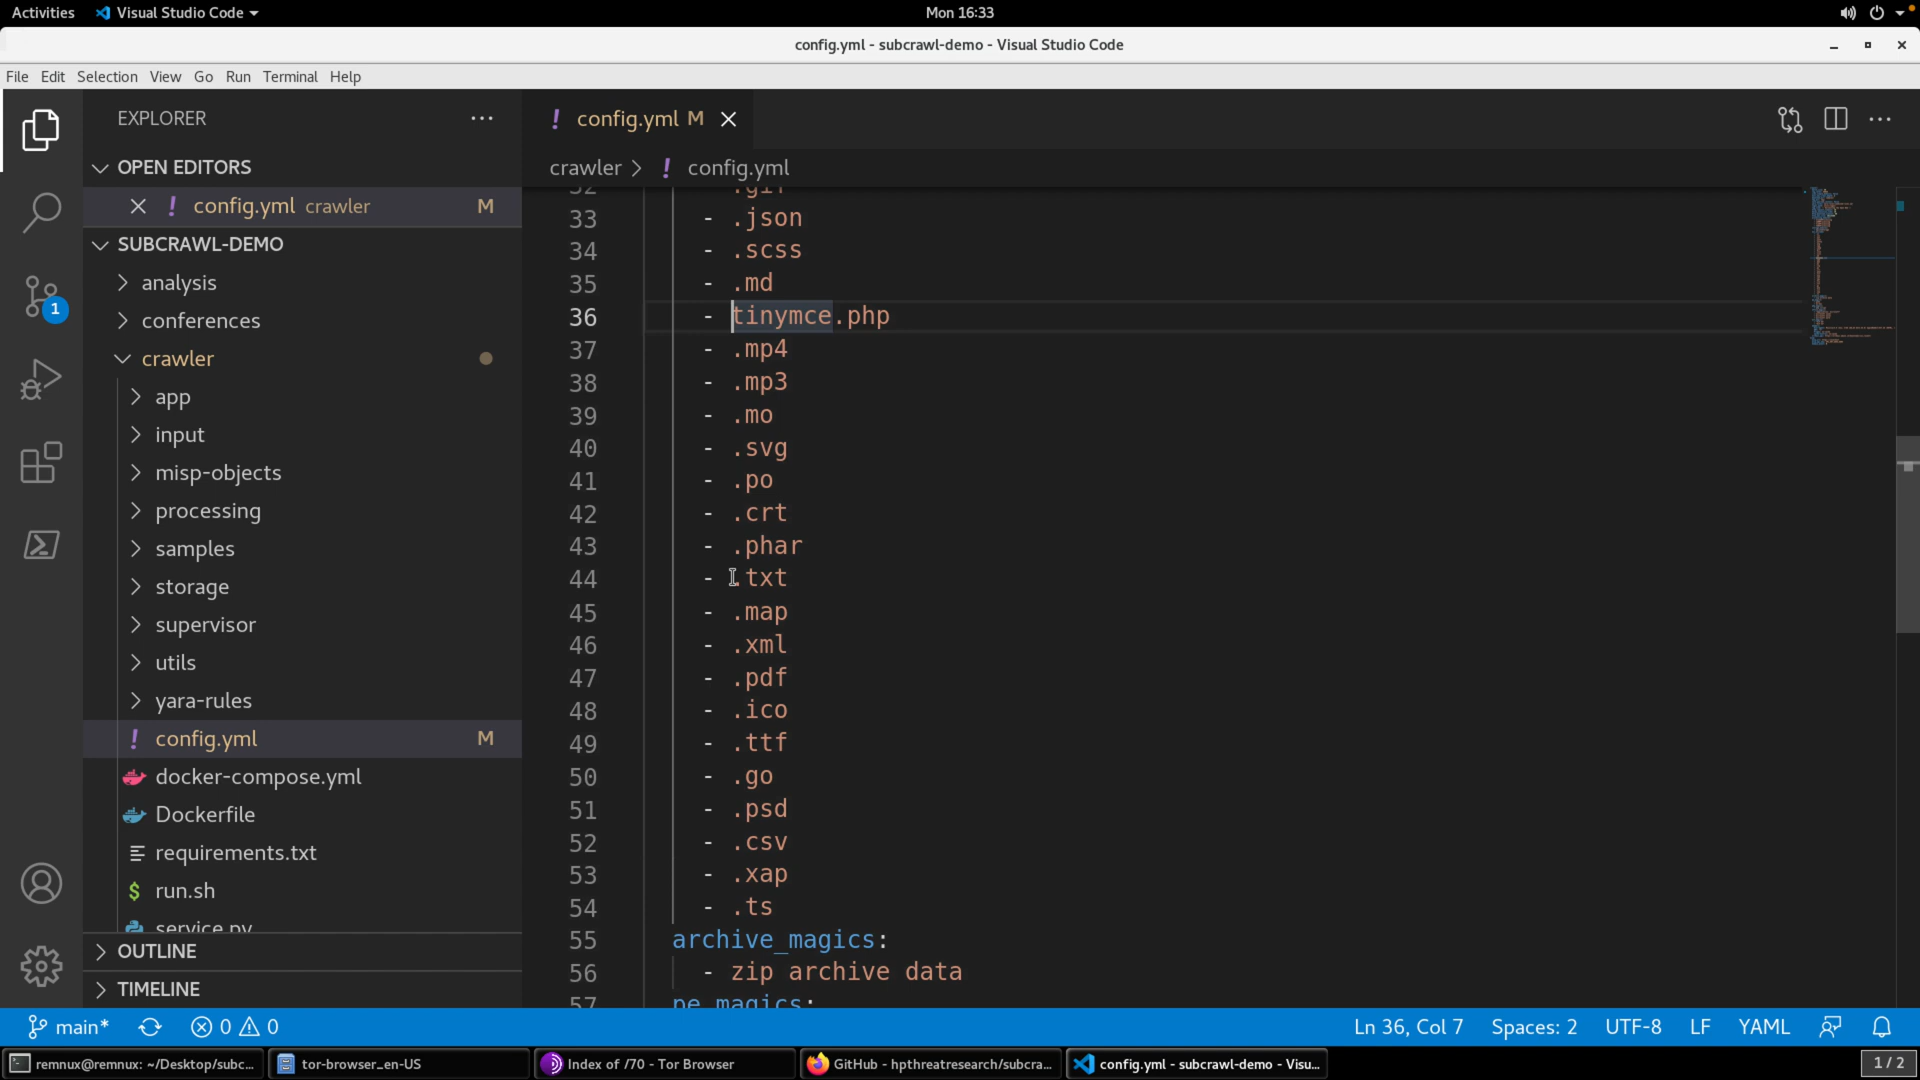 Activities
Visual Studio Code
Mon 16:33
config.yml - subcrawl-demo - Visual Studio Code
File Edit Selection View Go Run Terminal Help
EXPLORER
OPEN EDITORS
config.yml crawler M
SUBCRAWL-DEMO
analysis
conferences
crawler
app
input
misp-objects
processing
samples
storage
supervisor
utils
yara-rules
config.yml M
docker-compose.yml
Dockerfile
requirements.txt
$ run.sh
service.py
OUTLINE
TIMELINE
1
! config.yml M
crawler > ! config.yml
32 - .gif
33 - .json
34 - .scss
35 - .md
36 - tinymce.php
37 - .mp4
38 - .mp3
39 - .mo
40 - .svg
41 - .po
42 - .crt
43 - .phar
44 - .txt
45 - .map
46 - .xml
47 - .pdf
48 - .ico
49 - .ttf
50 - .go
51 - .psd
52 - .csv
53 - .xap
54 - .ts
55 archive_magics:
56 - zip archive data
57 pe_magics:
main* 0 0
Ln 36, Col 7 Spaces: 2 UTF-8 LF YAML
remnux@remnux: ~/Desktop/subc...
tor-browser_en-US
Index of /70 - Tor Browser
GitHub - hpthreatresearch/subcra...
config.yml - subcrawl-demo - Visu...
1 / 2